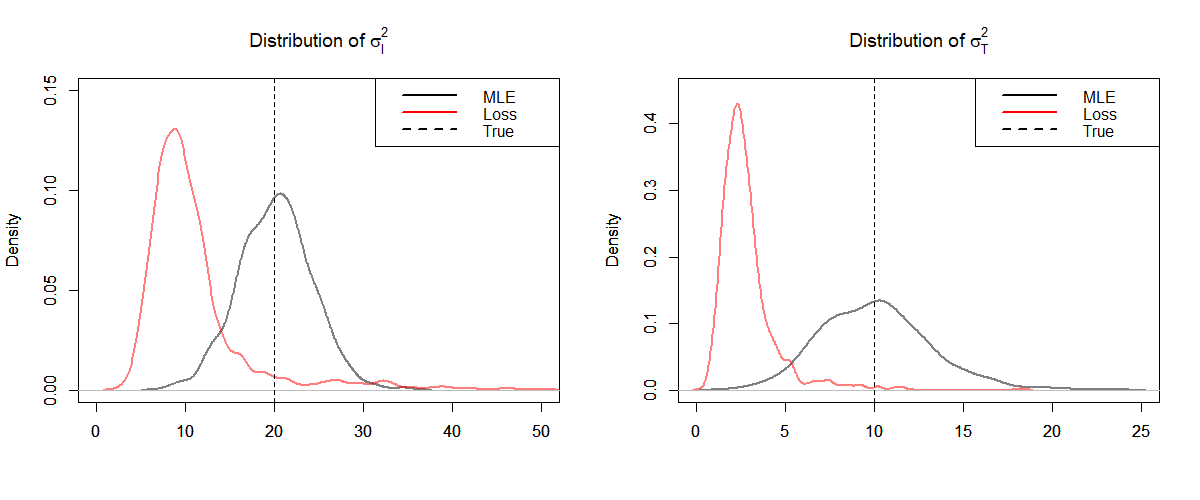 Distribution of σ_I^2
MLE
Loss
True
Density
0.00 0.05 0.10 0.15
0 10 20 30 40 50
Distribution of σ_T^2
MLE
Loss
True
Density
0.0 0.1 0.2 0.3 0.4
0 5 10 15 20 25